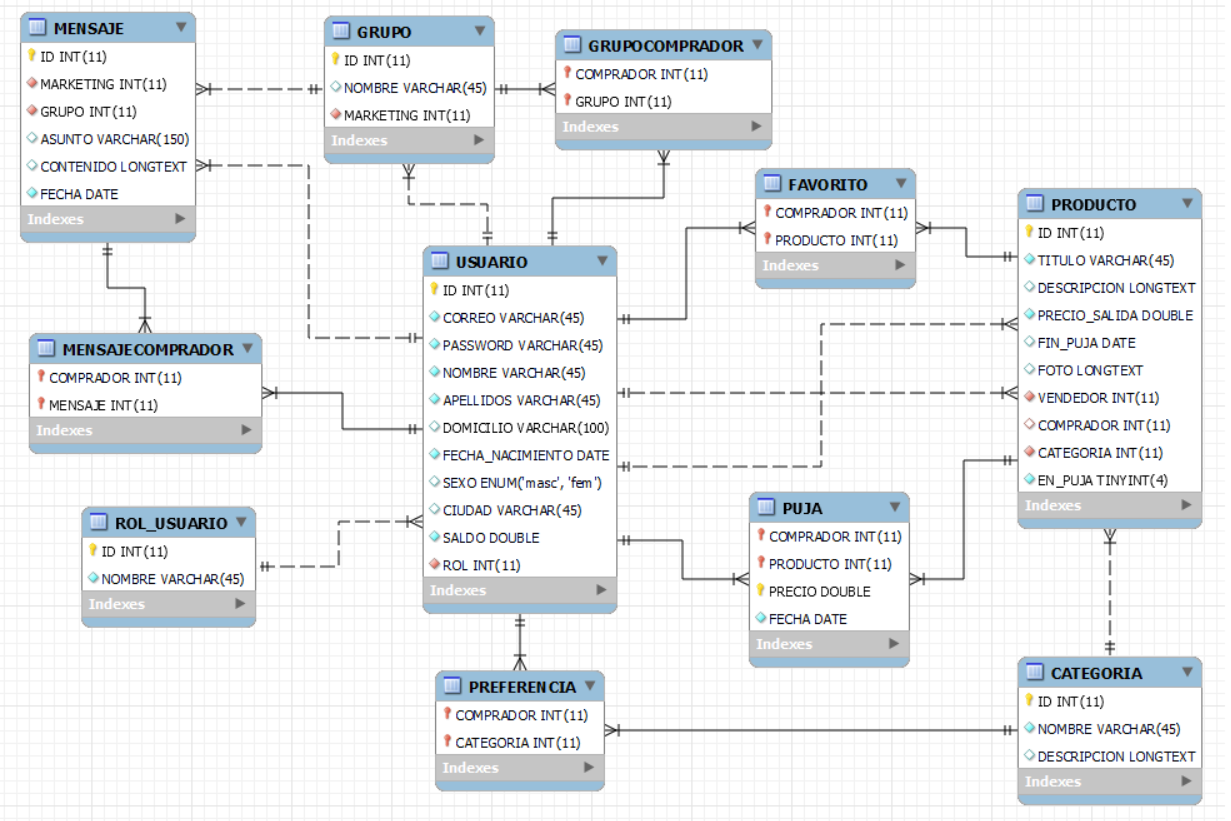 MENSAJE
ID INT(11)
MARKETING INT(11)
GRUPO INT(11)
ASUNTO VARCHAR(150)
CONTENIDO LONGTEXT
FECHA DATE
Indexes
GRUPO
ID INT(11)
NOMBRE VARCHAR(45)
MARKETING INT(11)
Indexes
GRUPOCOMPRADOR
COMPRADOR INT(11)
GRUPO INT(11)
Indexes
FAVORITO
COMPRADOR INT(11)
PRODUCTO INT(11)
Indexes
PRODUCTO
ID INT(11)
TITULO VARCHAR(45)
DESCRIPCION LONGTEXT
PRECIO_SALIDA DOUBLE
FIN_PUJA DATE
FOTO LONGTEXT
VENDEDOR INT(11)
COMPRADOR INT(11)
CATEGORIA INT(11)
EN_PUJA TINYINT(4)
Indexes
USUARIO
ID INT(11)
CORREO VARCHAR(45)
PASSWORD VARCHAR(45)
NOMBRE VARCHAR(45)
APELLIDOS VARCHAR(45)
DOMICILIO VARCHAR(100)
FECHA_NACIMIENTO DATE
SEXO ENUM('masc', 'fem')
CIUDAD VARCHAR(45)
SALDO DOUBLE
ROL INT(11)
Indexes
MENSAJECOMPRADOR
COMPRADOR INT(11)
MENSAJE INT(11)
Indexes
ROL_USUARIO
ID INT(11)
NOMBRE VARCHAR(45)
Indexes
PUJA
COMPRADOR INT(11)
PRODUCTO INT(11)
PRECIO DOUBLE
FECHA DATE
Indexes
PREFERENCIA
COMPRADOR INT(11)
CATEGORIA INT(11)
Indexes
CATEGORIA
ID INT(11)
NOMBRE VARCHAR(45)
DESCRIPCION LONGTEXT
Indexes